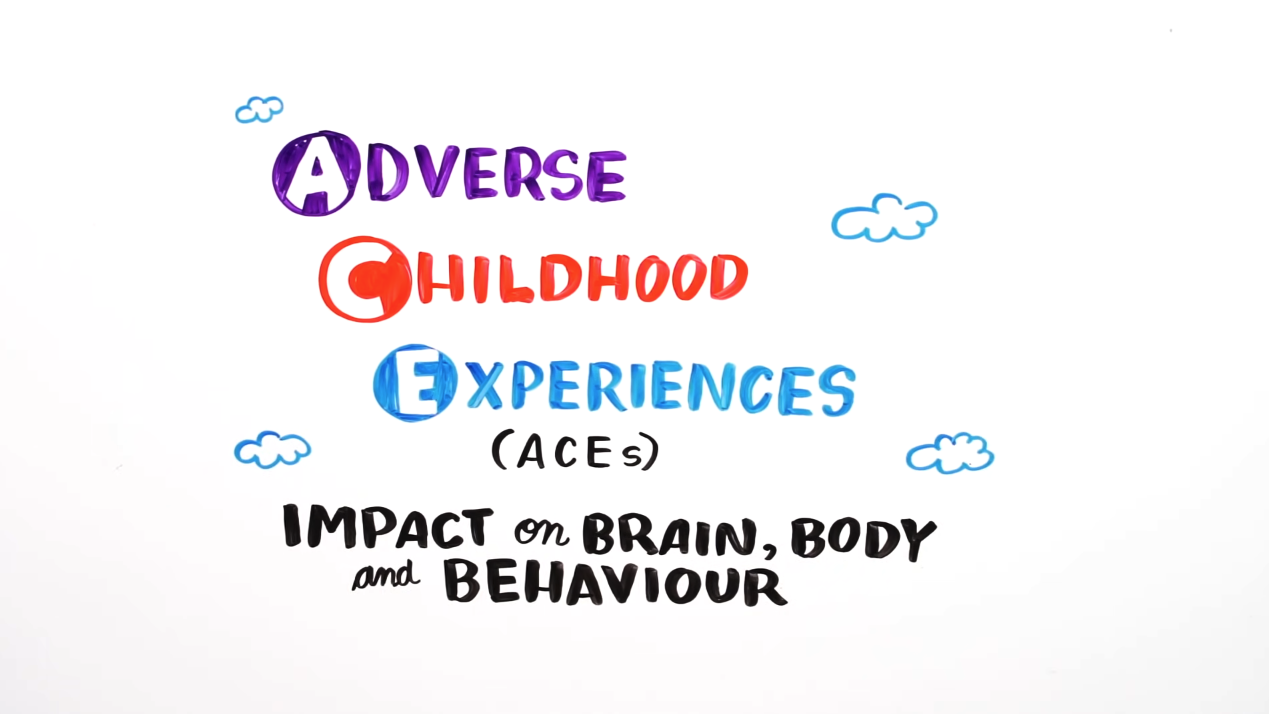 ADVERSE
CHILDHOOD
EXPERIENCES
(ACEs)
IMPACT on BRAIN, BODY
and BEHAVIOUR